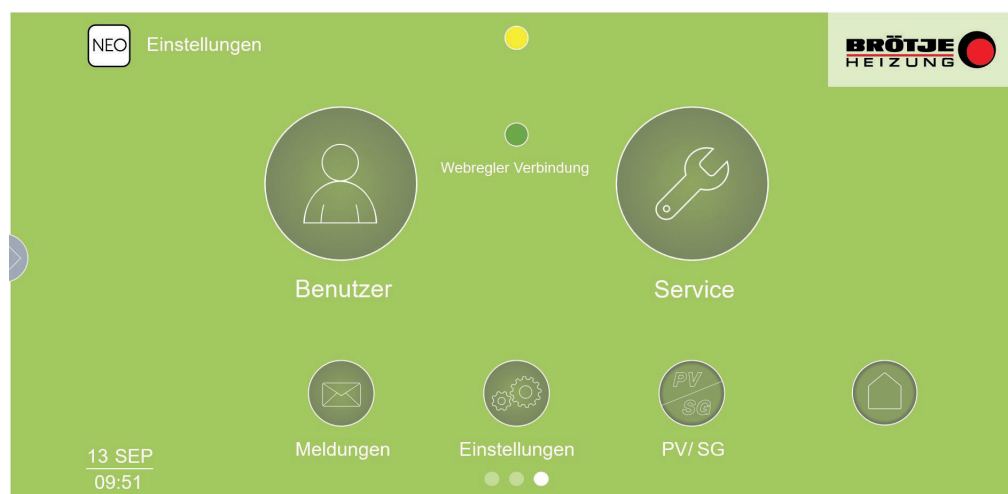 NEO
Einstellungen
BRÖTJE
HEIZUNG
Webregler Verbindung
Benutzer
Service
PV
SG
Meldungen
Einstellungen
PV/ SG
13 SEP
09:51